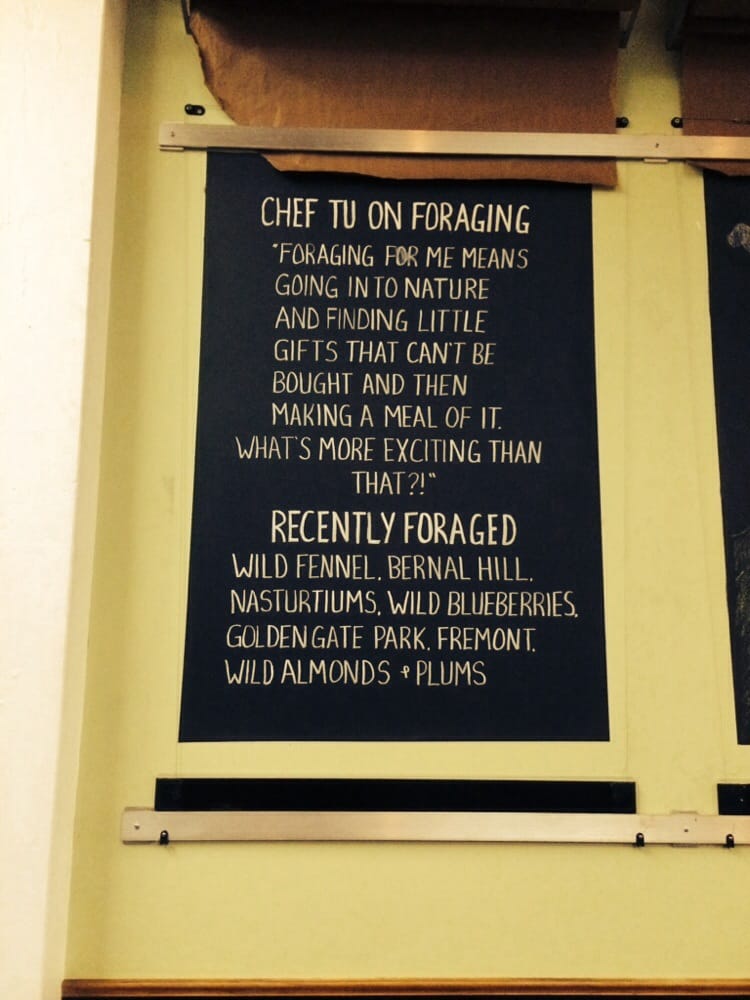 CHEF TU ON FORAGING
"FORAGING FOR ME MEANS
GOING INTO NATURE
AND FINDING LITTLE
GIFTS THAT CAN'T BE
BOUGHT AND THEN
MAKING A MEAL OF IT.
WHAT'S MORE EXCITING THAN
THAT?!"
RECENTLY FORAGED
WILD FENNEL, BERNAL HILL,
NASTURTIUMS, WILD BLUEBERRIES,
GOLDEN GATE PARK, FREMONT,
WILD ALMONDS + PLUMS